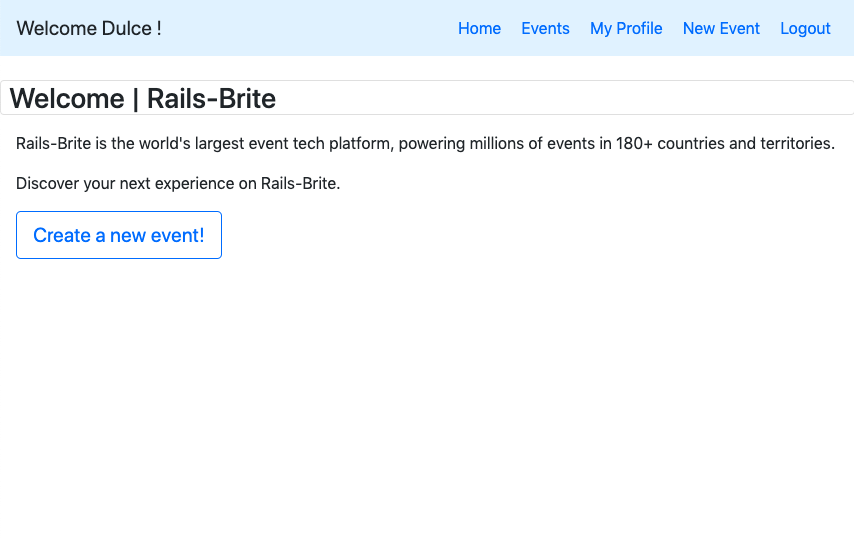 Welcome Dulce !
Home Events My Profile New Event Logout
Welcome | Rails-Brite
Rails-Brite is the world's largest event tech platform, powering millions of events in 180+ countries and territories.
Discover your next experience on Rails-Brite.
Create a new event!